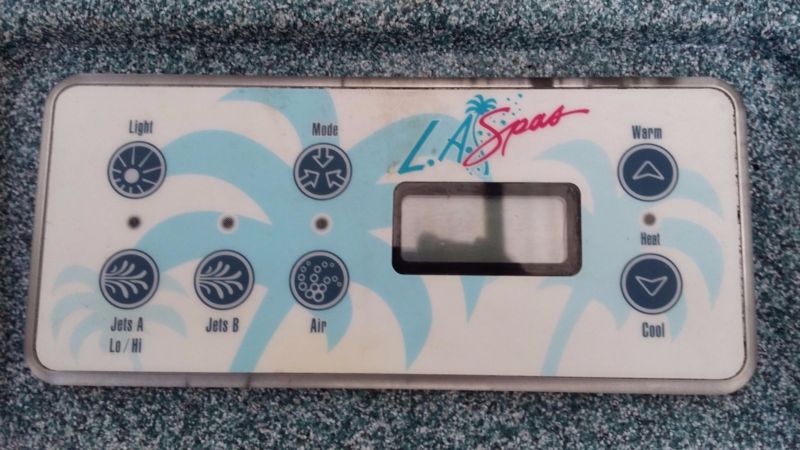 Light
Mode
L.A. Spas
Warm
Heat
Jets A
Lo / Hi
Jets B
Air
Cool